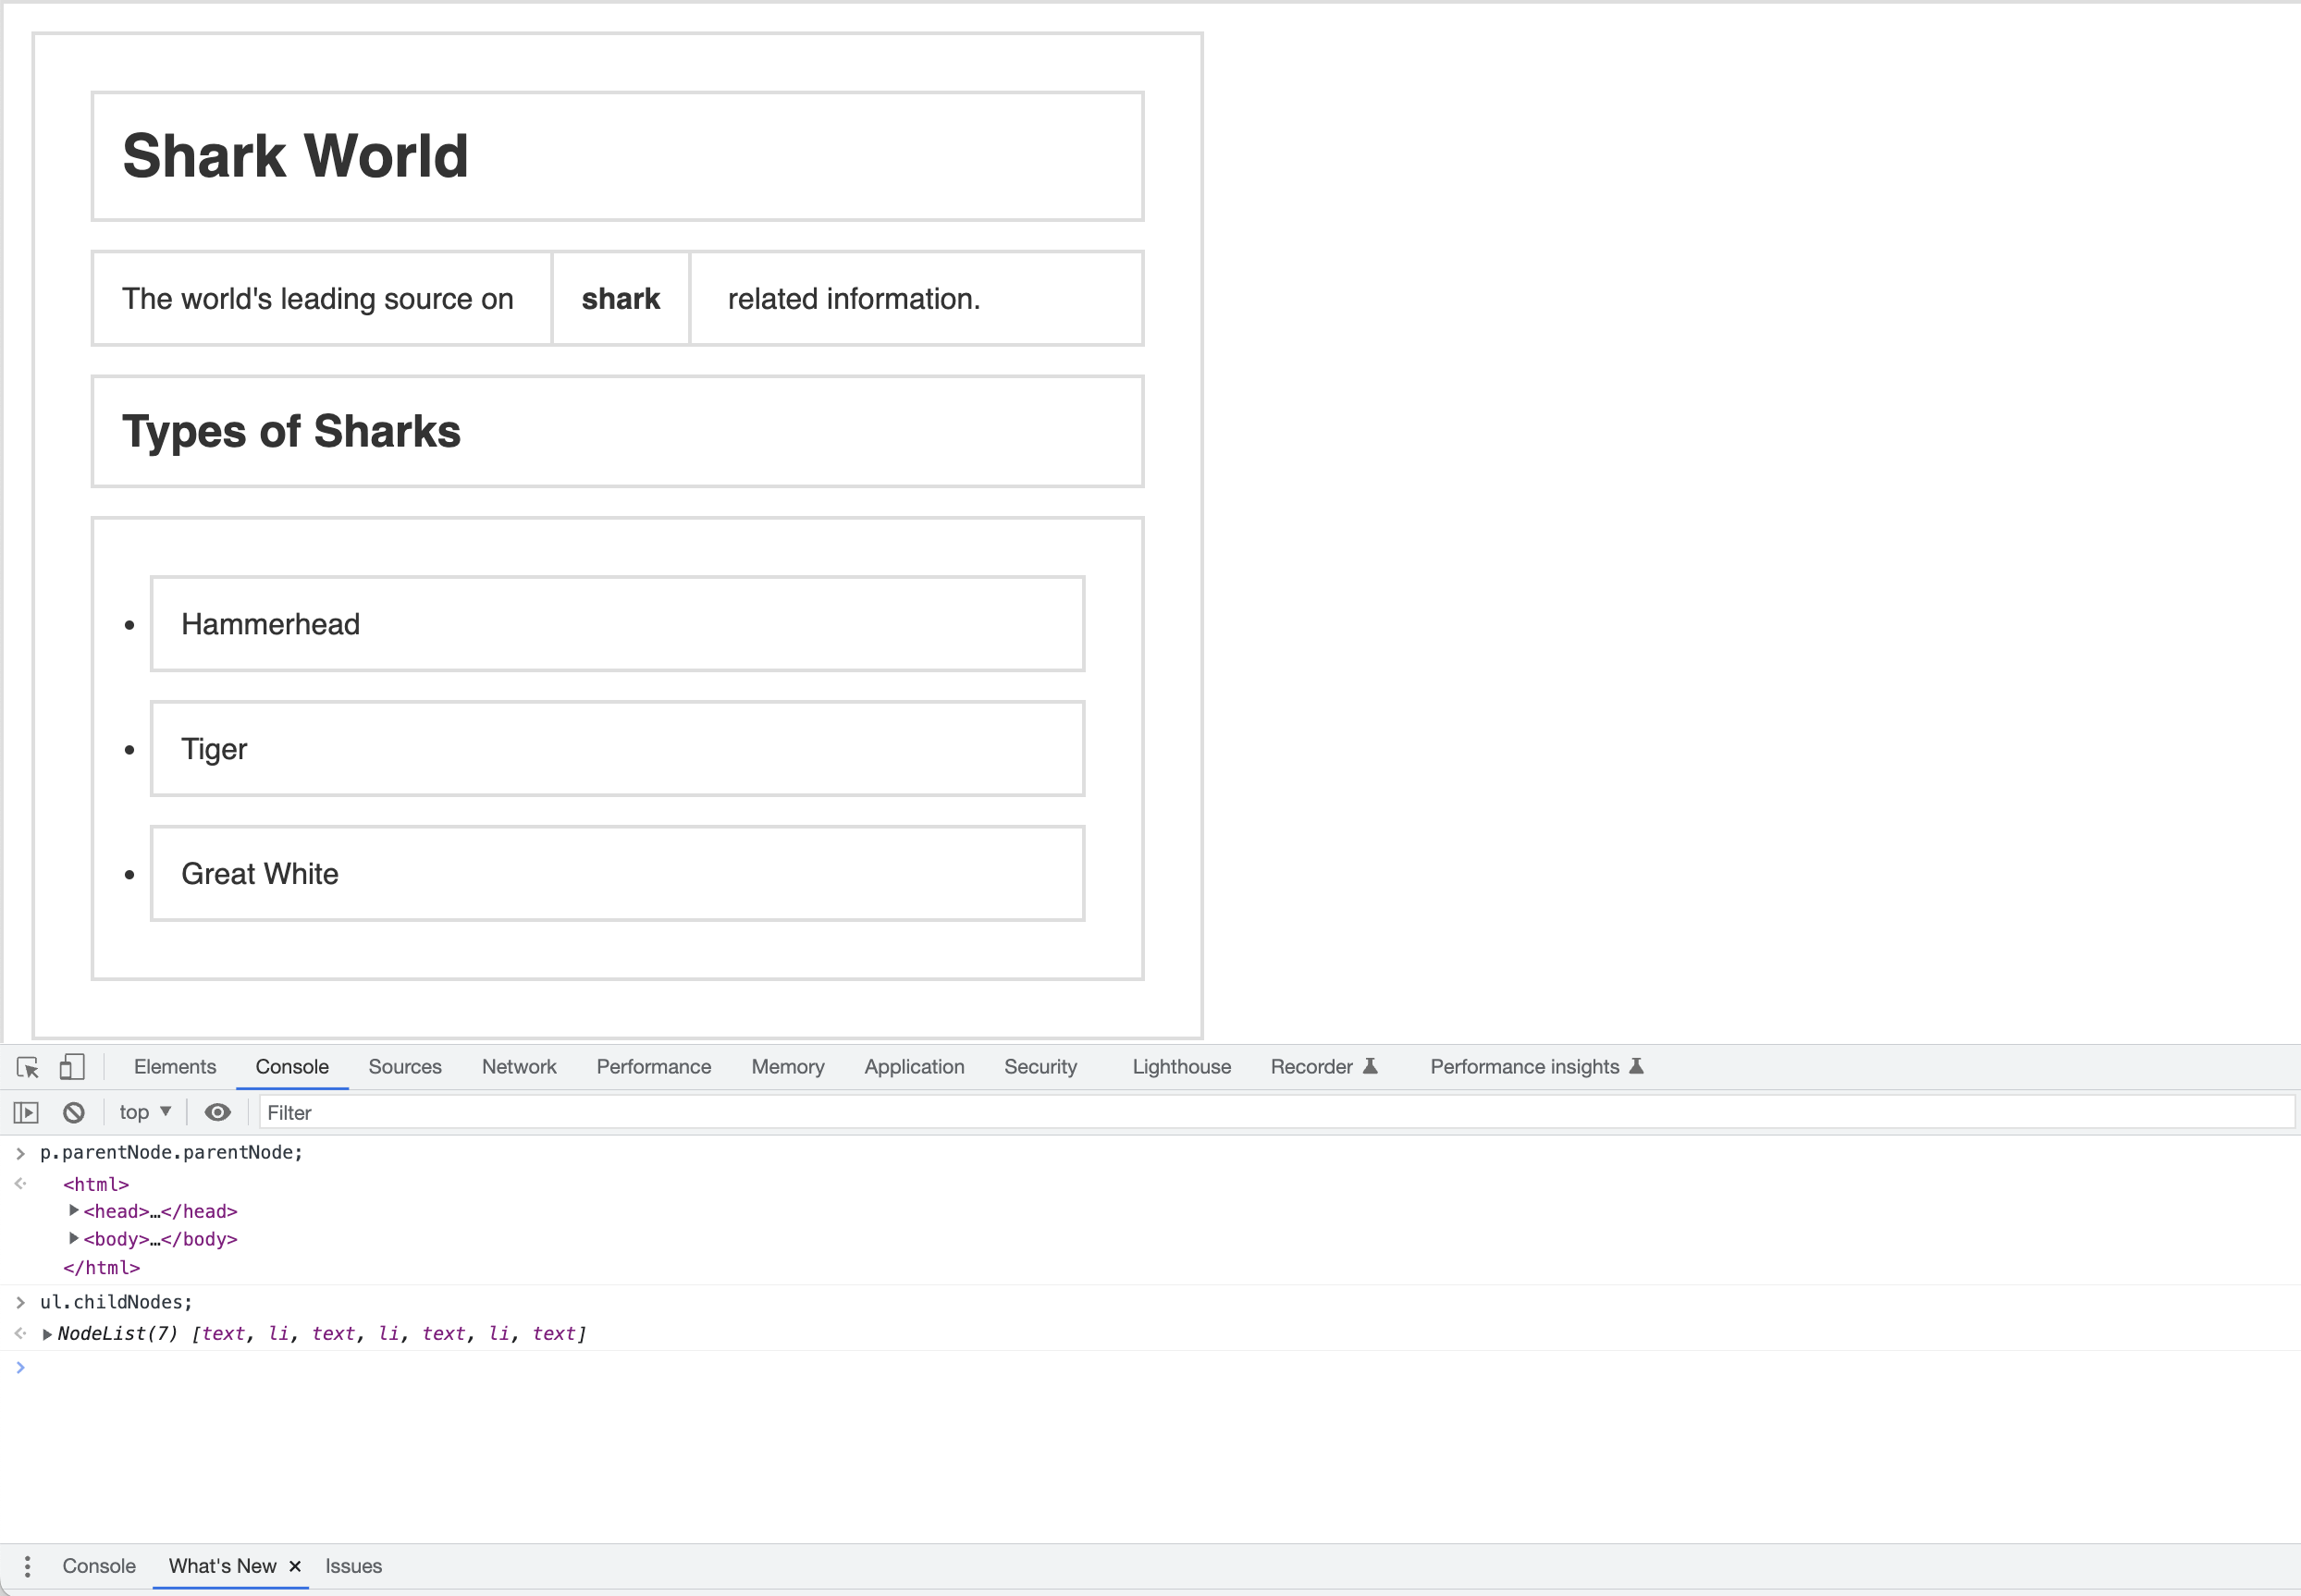 Shark World
The world's leading source on shark related information.
Types of Sharks
• Hammerhead
• Tiger
• Great White
Elements Console Sources Network Performance Memory Application Security Lighthouse Recorder Performance insights
top ▼ Filter
> p.parentNode.parentNode;
<html>
▶<head>…</head>
▶<body>…</body>
</html>
> ul.childNodes;
▶NodeList(7) [text, li, text, li, text, li, text]
>
Console What's New × Issues